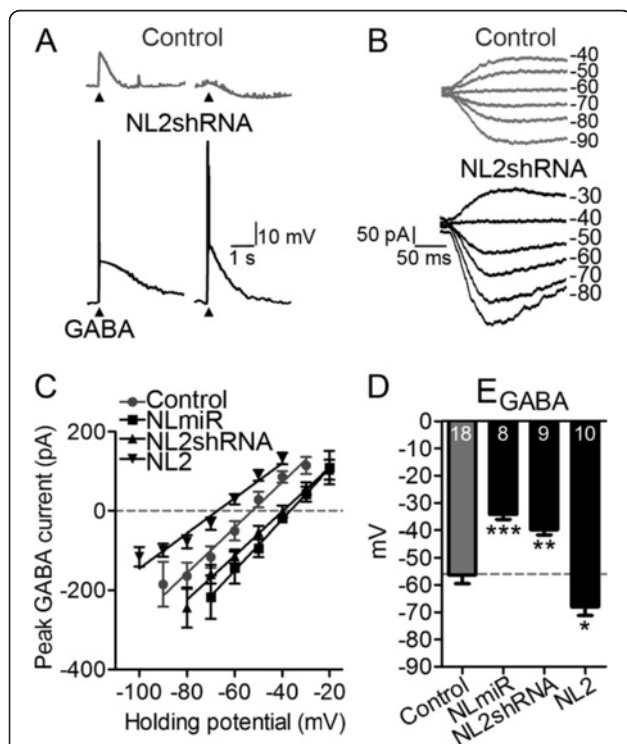 A
Control
NL2shRNA
10 mV
1 s
GABA
B
Control
-40
-50
-60
-70
-80
-90
NL2shRNA
-30
-40
-50
-60
-70
-80
50 pA
50 ms
C
Control
NLmiR
NL2shRNA
NL2
Peak GABA current (pA)
200
0
-200
-400
-100 -80 -60 -40 -20
Holding potential (mV)
D
EGABA
mV
0
-10
-20
-30
-40
-50
-60
-70
-80
-90
18 8 9 10
*** ** *
Control NLmiR NL2shRNA NL2